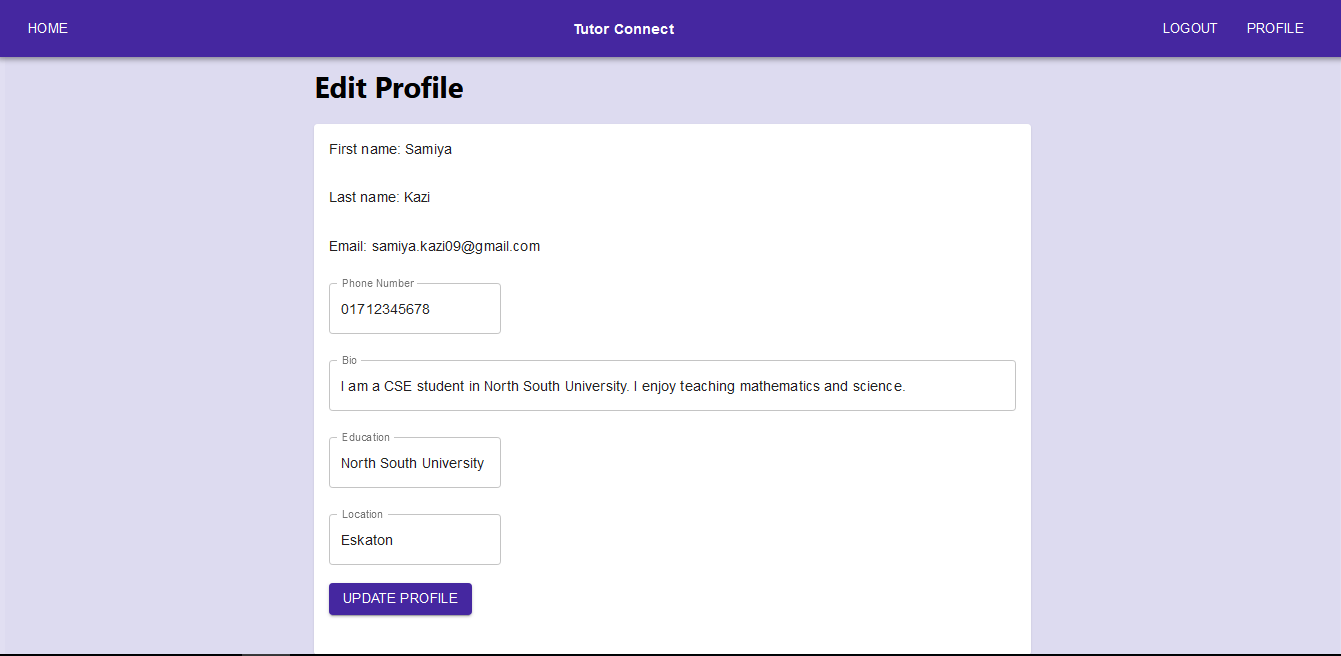 HOME Tutor Connect LOGOUT PROFILE
Edit Profile
First name: Samiya
Last name: Kazi
Email: samiya.kazi09@gmail.com
Phone Number
01712345678
Bio
I am a CSE student in North South University. I enjoy teaching mathematics and science.
Education
North South University
Location
Eskaton
UPDATE PROFILE